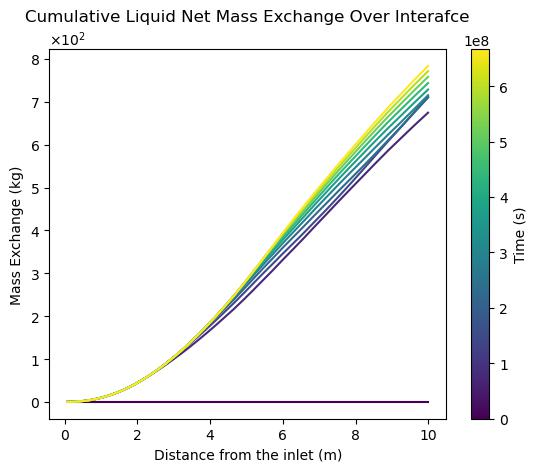 Cumulative Liquid Net Mass Exchange Over Interafce
×10²
1e8
8
7
6
5
4
3
2
1
0
Mass Exchange (kg)
0 2 4 6 8 10
Distance from the inlet (m)
6
5
4
3
2
1
0
Time (s)